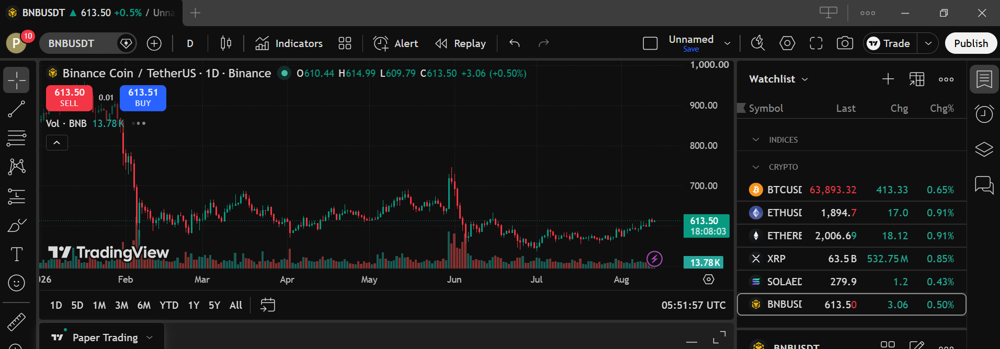 BNBUSDT ▲ 613.50 +0.5% / Unna
P 10 BNBUSDT D Indicators Alert Replay Unnamed Save Trade Publish
Binance Coin / TetherUS · 1D · Binance O610.44 H614.99 L609.79 C613.50 +3.06 (+0.50%)
613.50 SELL 0.01 613.51 BUY
Vol · BNB 13.78 K
1,000.00
900.00
800.00
700.00
613.50
18:08:03
13.78 K
TradingView
026 Feb Mar Apr May Jun Jul Aug
1D 5D 1M 3M 6M YTD 1Y 5Y All 05:51:57 UTC
Paper Trading
Watchlist
Symbol Last Chg Chg%
INDICES
CRYPTO
BTCUSD 63,893.32 413.33 0.65%
ETHUSD 1,894.7 17.0 0.91%
ETHERE 2,006.69 18.12 0.91%
XRP 63.5 B 532.75 M 0.85%
SOLAED 279.9 1.2 0.43%
BNBUSD 613.50 3.06 0.50%
BNBUSDT